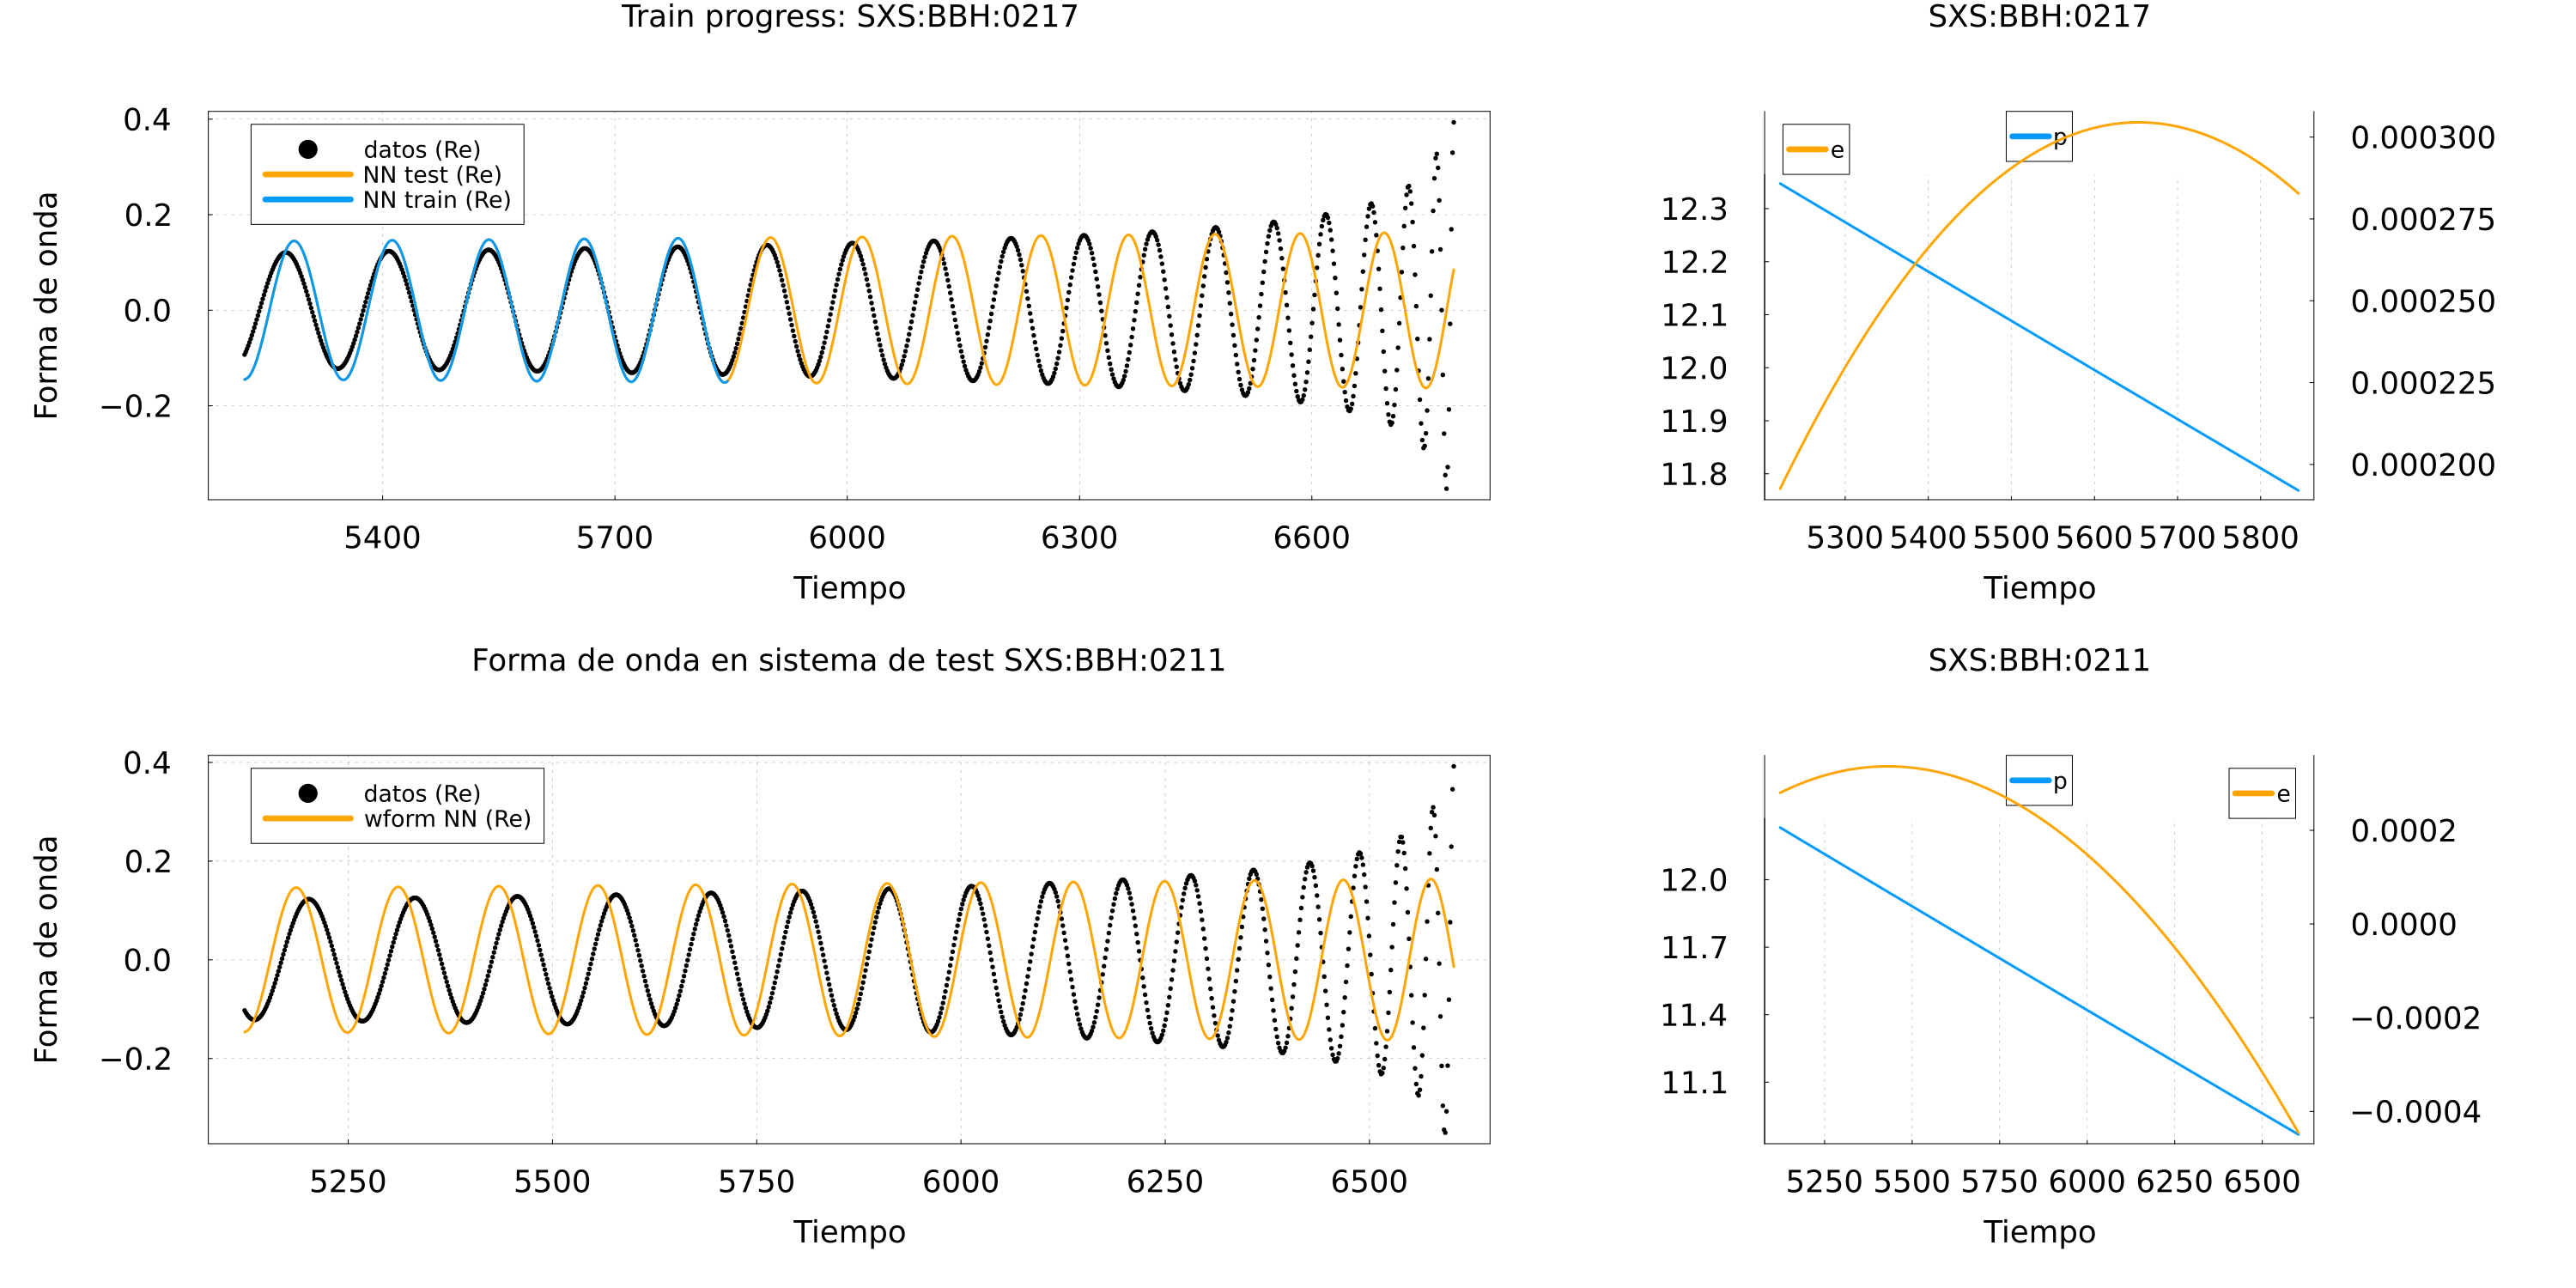 Train progress: SXS:BBH:0217
SXS:BBH:0217
0.4
0.2
0.0
−0.2
Forma de onda
datos (Re)
NN test (Re)
NN train (Re)
5400 5700 6000 6300 6600
Tiempo
e
p
12.3
12.2
12.1
12.0
11.9
11.8
0.000300
0.000275
0.000250
0.000225
0.000200
5300 5400 5500 5600 5700 5800
Tiempo
Forma de onda en sistema de test SXS:BBH:0211
SXS:BBH:0211
0.4
0.2
0.0
−0.2
Forma de onda
datos (Re)
wform NN (Re)
5250 5500 5750 6000 6250 6500
Tiempo
p
e
12.0
11.7
11.4
11.1
0.0002
0.0000
−0.0002
−0.0004
5250 5500 5750 6000 6250 6500
Tiempo